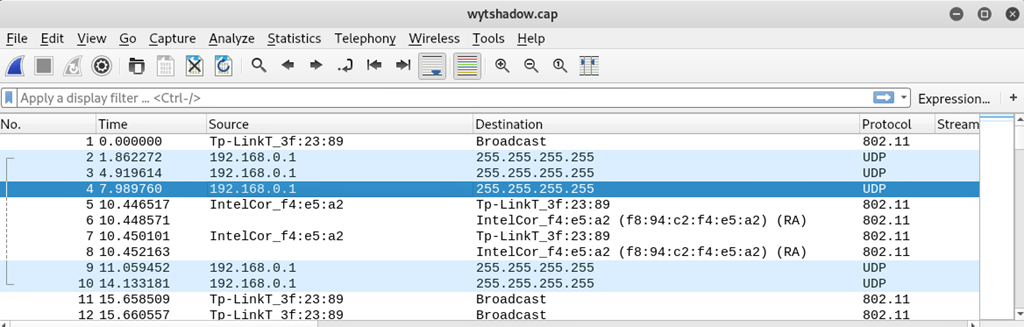 wytshadow.cap
File Edit View Go Capture Analyze Statistics Telephony Wireless Tools Help
Apply a display filter ... <Ctrl-/> Expression... +
No. Time Source Destination Protocol Stream
1 0.000000 Tp-LinkT_3f:23:89 Broadcast 802.11
2 1.862272 192.168.0.1 255.255.255.255 UDP
3 4.919614 192.168.0.1 255.255.255.255 UDP
4 7.989760 192.168.0.1 255.255.255.255 UDP
5 10.446517 IntelCor_f4:e5:a2 Tp-LinkT_3f:23:89 802.11
6 10.448571 IntelCor_f4:e5:a2 (f8:94:c2:f4:e5:a2) (RA) 802.11
7 10.450101 IntelCor_f4:e5:a2 Tp-LinkT_3f:23:89 802.11
8 10.452163 IntelCor_f4:e5:a2 (f8:94:c2:f4:e5:a2) (RA) 802.11
9 11.059452 192.168.0.1 255.255.255.255 UDP
10 14.133181 192.168.0.1 255.255.255.255 UDP
11 15.658509 Tp-LinkT_3f:23:89 Broadcast 802.11
12 15.660557 Tp-LinkT_3f:23:89 Broadcast 802.11